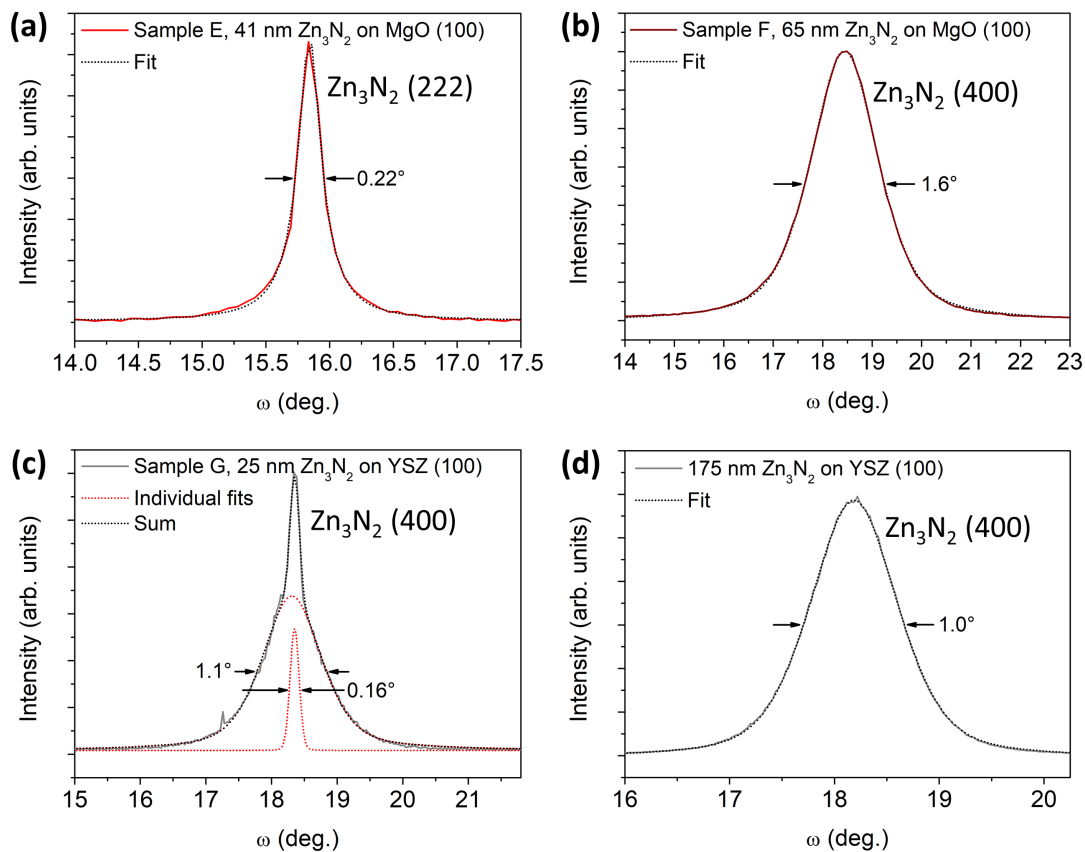 (a)
Sample E, 41 nm Zn₃N₂ on MgO (100)
Fit
Zn₃N₂ (222)
0.22°
Intensity (arb. units)
14.0 14.5 15.0 15.5 16.0 16.5 17.0 17.5
ω (deg.)
(b)
Sample F, 65 nm Zn₃N₂ on MgO (100)
Fit
Zn₃N₂ (400)
1.6°
Intensity (arb. units)
14 15 16 17 18 19 20 21 22 23
ω (deg.)
(c)
Sample G, 25 nm Zn₃N₂ on YSZ (100)
Individual fits
Sum
Zn₃N₂ (400)
1.1°
0.16°
Intensity (arb. units)
15 16 17 18 19 20 21
ω (deg.)
(d)
175 nm Zn₃N₂ on YSZ (100)
Fit
Zn₃N₂ (400)
1.0°
Intensity (arb. units)
16 17 18 19 20
ω (deg.)